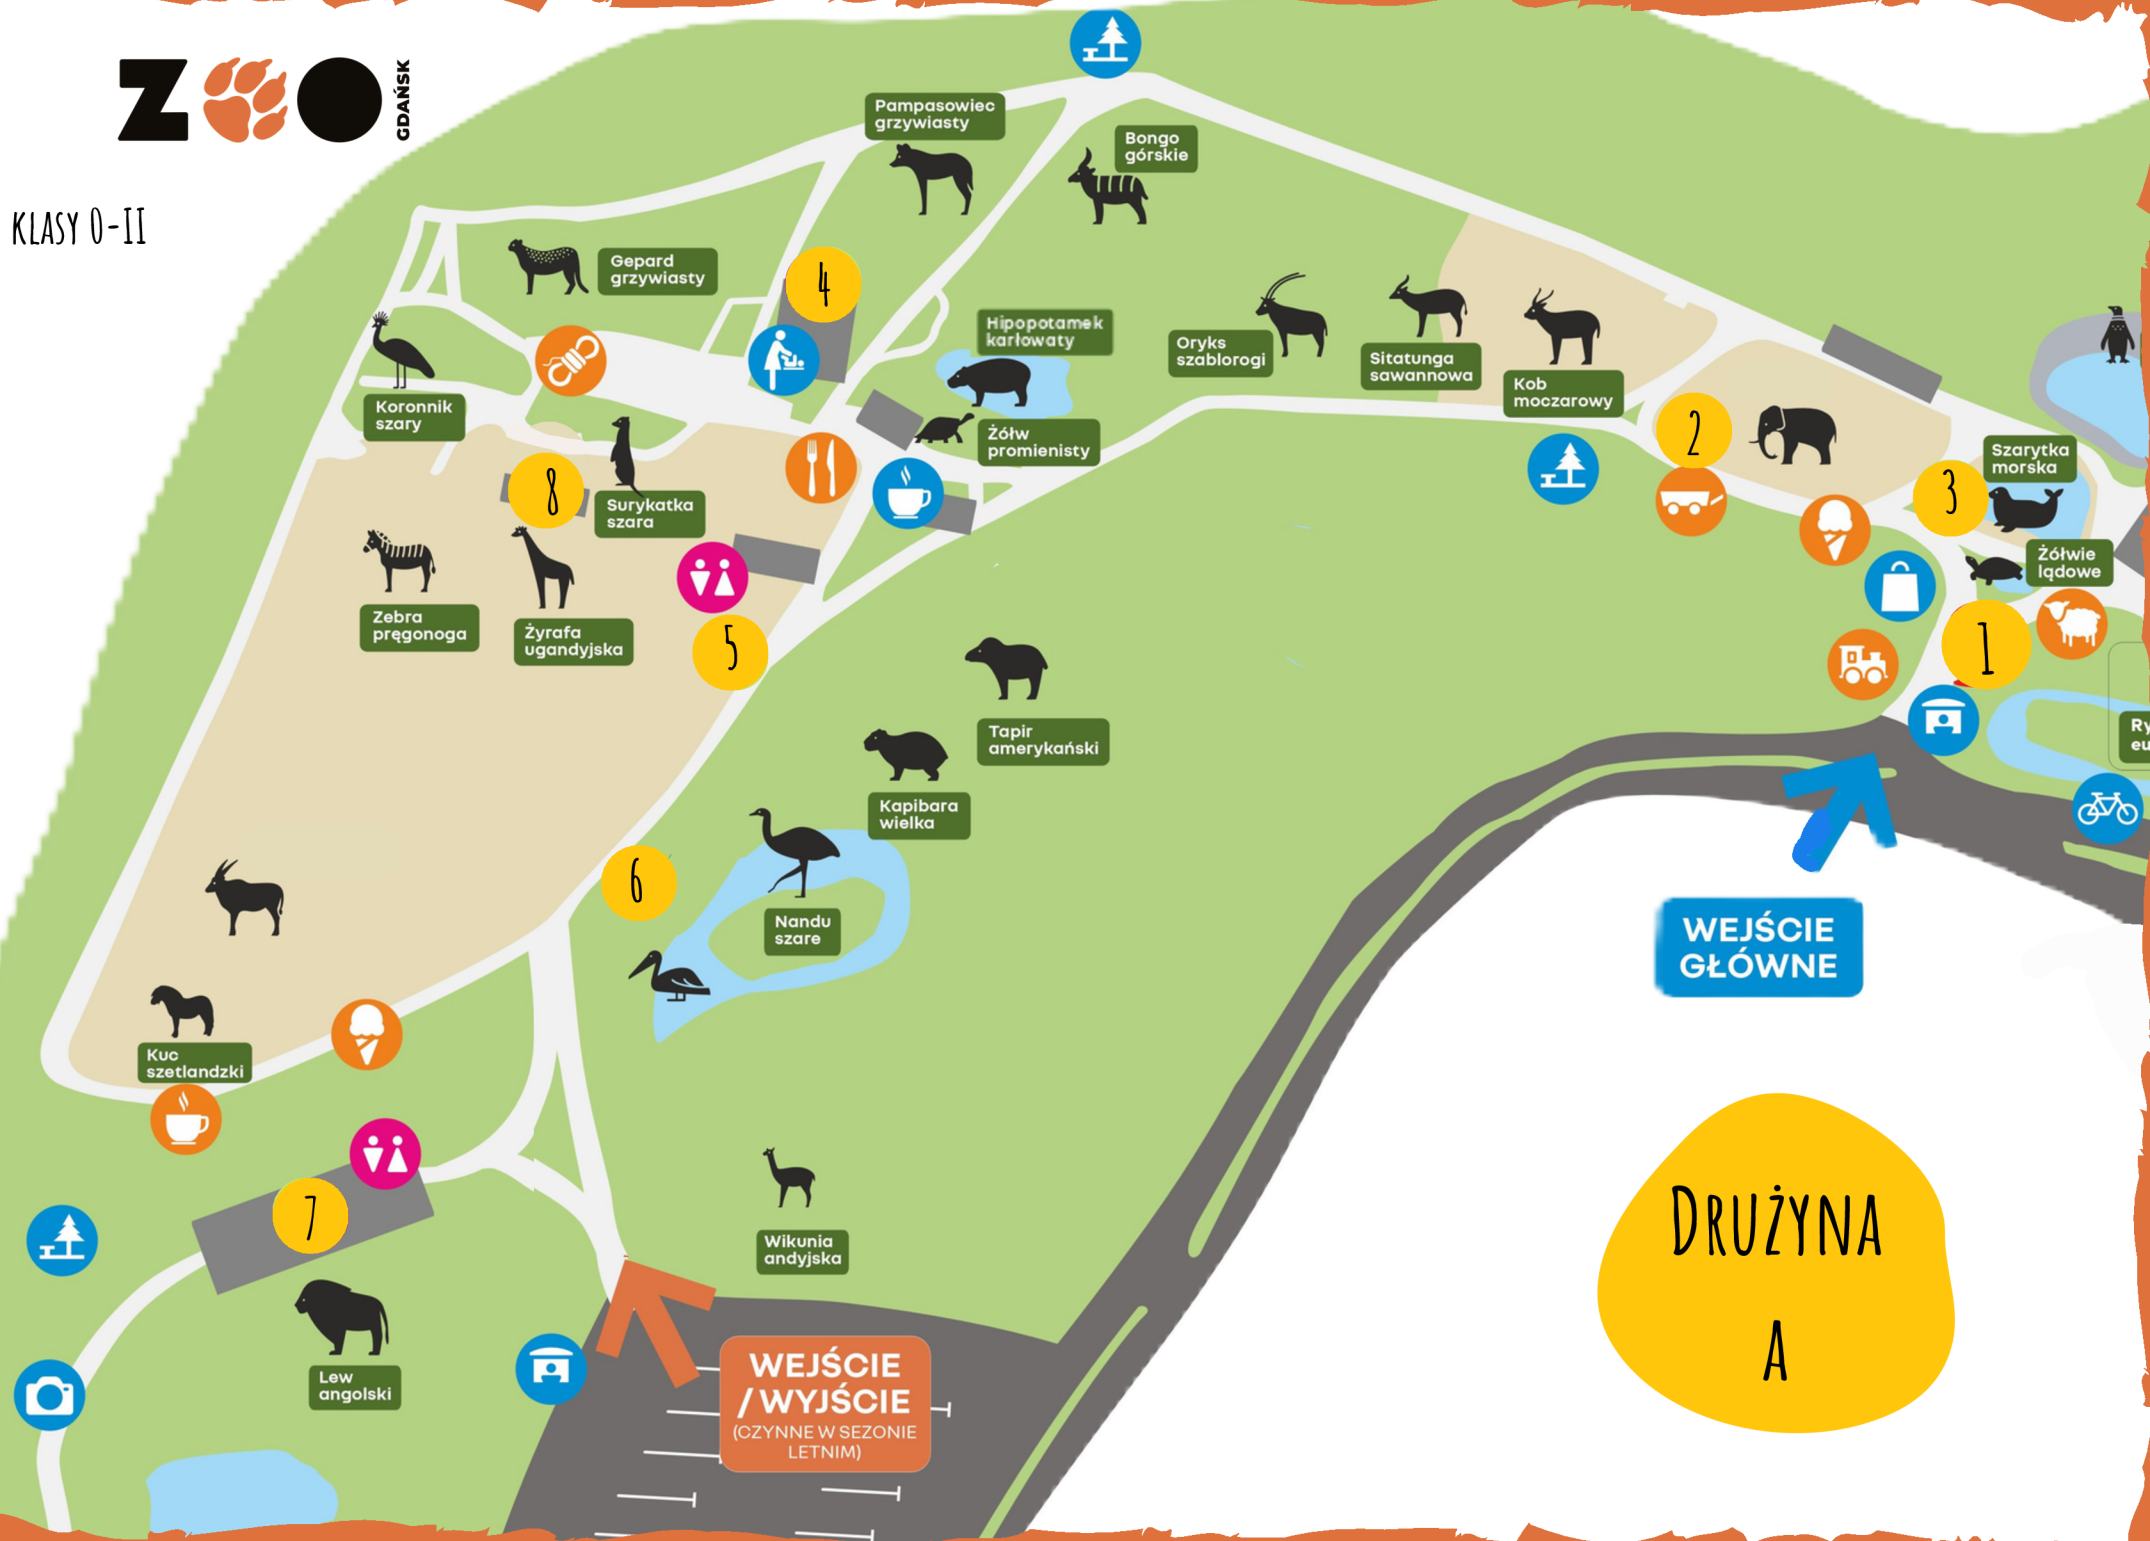 ZOO
GDAŃSK
KLASY 0-II
Pampasowiec
grzywiasty
Bongo
górskie
Gepard
grzywiasty
4
Hipopotamek
karłowaty
Oryks
szablorogi
Sitatunga
sawannowa
Kob
moczarowy
Koronnik
szary
Żółw
promienisty
2
Szarytka
morska
3
8
Surykatka
szara
Żółwie
lądowe
Zebra
pręgonoga
Żyrafa
ugandyjska
5
1
Tapir
amerykański
Ry
eu
Kapibara
wielka
6
Nandu
szare
WEJŚCIE
GŁÓWNE
Kuc
szetlandzki
7
Wikunia
andyjska
Lew
angolski
WEJŚCIE
/WYJŚCIE
(CZYNNE W SEZONIE
LETNIM)
DRUŻYNA
A